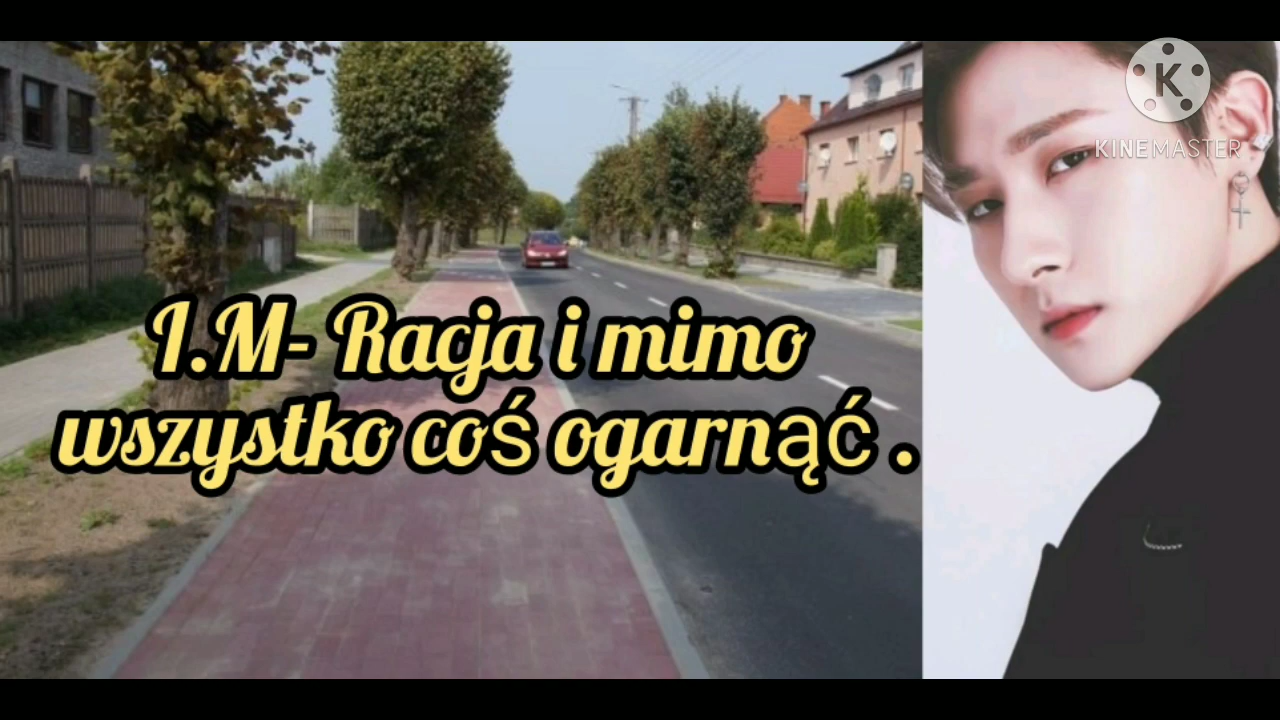 K
KINEMASTER
I.M- Racja i mimo
wszystko coś ogarnąć .